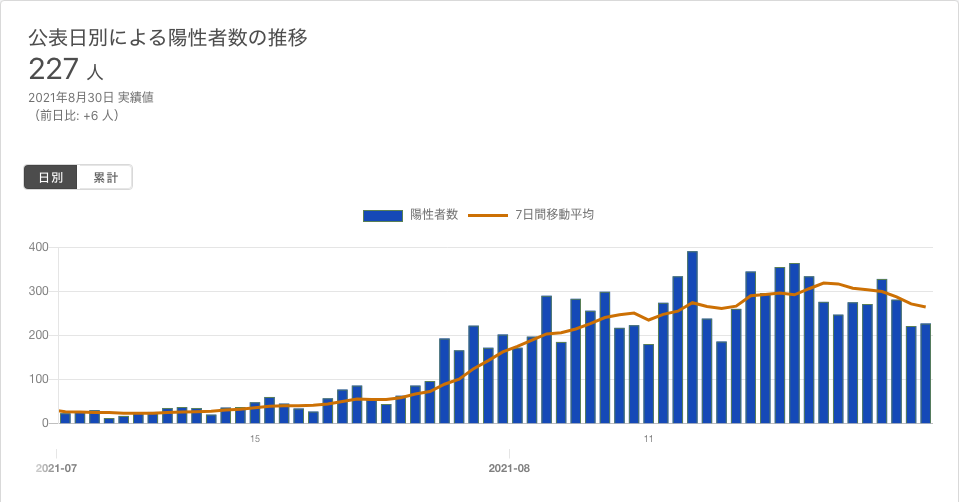 公表日別による陽性者数の推移
227 人
2021年8月30日 実績値
（前日比: +6 人）
日別 累計
陽性者数 7日間移動平均
400
300
200
100
0
15 11
2021-07 2021-08